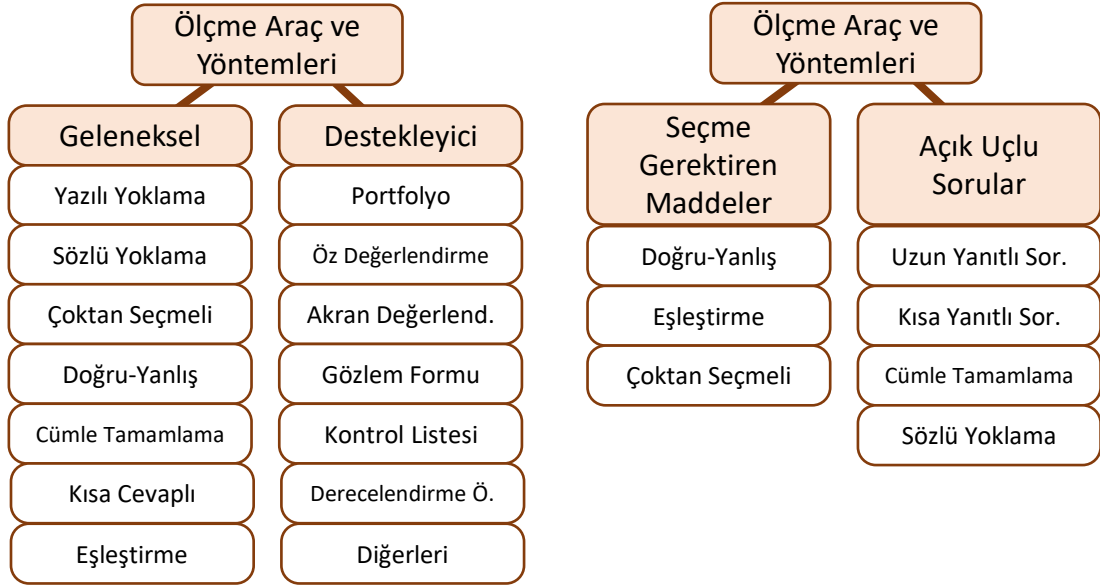 Ölçme Araç ve
Yöntemleri
Geleneksel
Yazılı Yoklama
Sözlü Yoklama
Çoktan Seçmeli
Doğru-Yanlış
Cümle Tamamlama
Kısa Cevaplı
Eşleştirme
Destekleyici
Portfolyo
Öz Değerlendirme
Akran Değerlend.
Gözlem Formu
Kontrol Listesi
Derecelendirme Ö.
Diğerleri
Ölçme Araç ve
Yöntemleri
Seçme
Gerektiren
Maddeler
Doğru-Yanlış
Eşleştirme
Çoktan Seçmeli
Açık Uçlu
Sorular
Uzun Yanıtlı Sor.
Kısa Yanıtlı Sor.
Cümle Tamamlama
Sözlü Yoklama